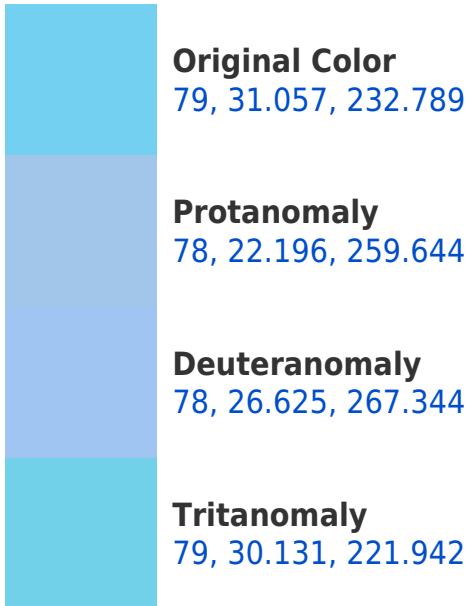 Original Color
79, 31.057, 232.789
Protanomaly
78, 22.196, 259.644
Deuteranomaly
78, 26.625, 267.344
Tritanomaly
79, 30.131, 221.942